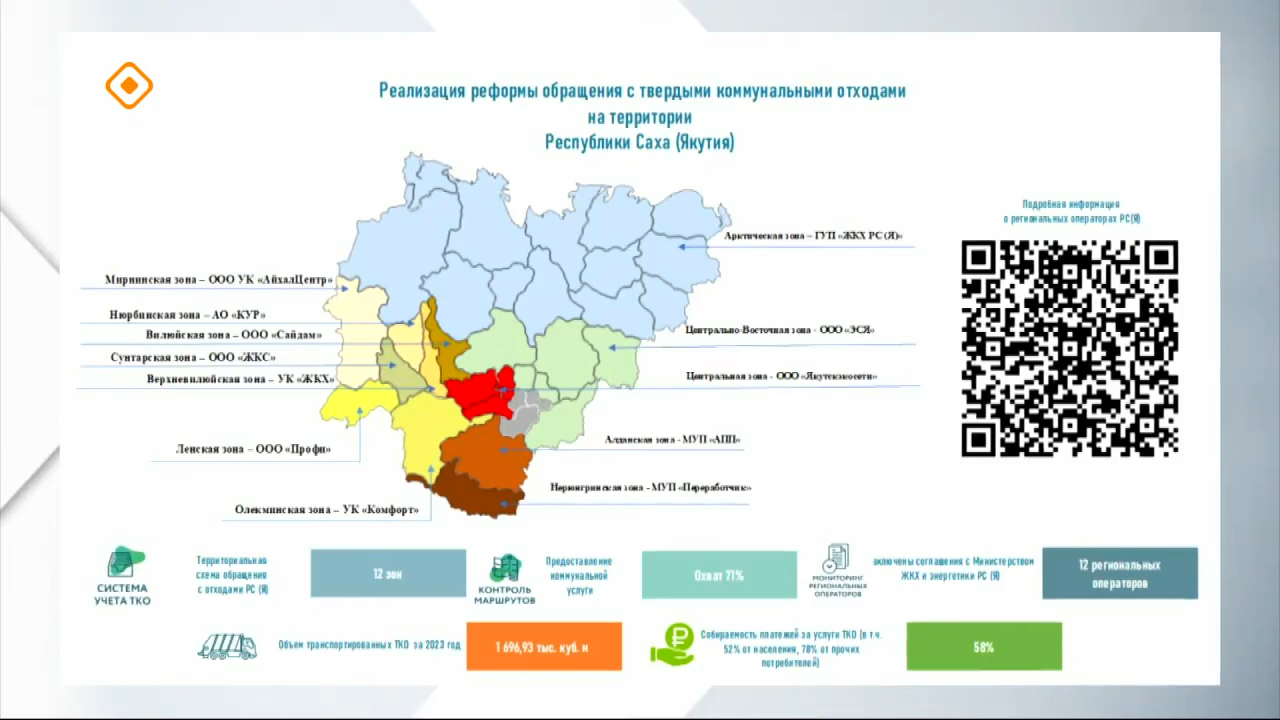 Реализация реформы обращения с твердыми коммунальными отходами
на территории
Республики Саха (Якутия)
Подробная информация
о региональных операторах РС(Я)
Арктическая зона – ГУП «ЖКХ РС (Я)»
Мирнинская зона – ООО УК «АйхалЦентр»
Нюрбинская зона – АО «КУР»
Вилюйская зона – ООО «Сайдам»
Сунтарская зона – ООО «ЖКС»
Верхневилюйская зона – УК «ЖКХ»
Центрально-Восточная зона - ООО «ЭСЯ»
Центральная зона - ООО «Якутскэкосети»
Алданская зона - МУП «АПП»
Ленская зона – ООО «Профи»
Нерюнгринская зона - МУП «Переработчик»
Олекминская зона – УК «Комфорт»
СИСТЕМА
УЧЕТА ТКО
Территориальная
схема обращения
с отходами РС (Я)
12 зон
КОНТРОЛЬ
МАРШРУТОВ
Предоставление
коммунальной
услуги
Охват 71%
МОНИТОРИНГ
РЕГИОНАЛЬНЫХ
ОПЕРАТОРОВ
включены соглашения с Министерством
ЖКХ и энергетики РС (Я)
12 региональных
операторов
Объем транспортированных ТКО за 2023 год
1 696,93 тыс. куб. м
Собираемость платежей за услуги ТКО (в т.ч.
52% от населения, 78% от прочих
потребителей)
58%